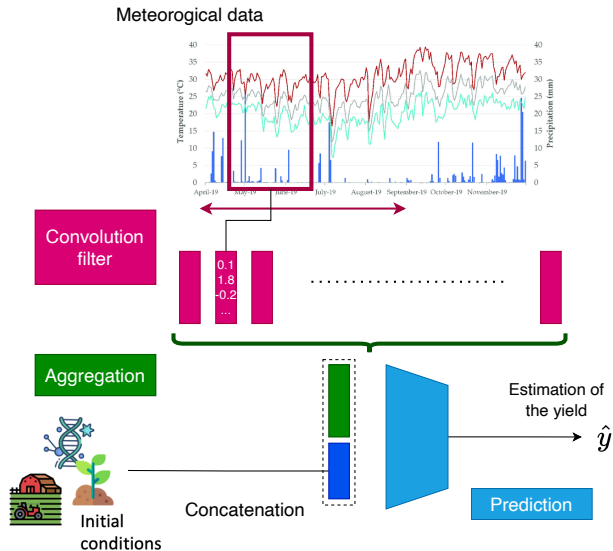 Meteorogical data
40
35
30
25
20
15
10
5
0
Temperature (°C)
40
35
30
25
20
15
10
5
0
Precipitation (mm)
April-19 May-19 June-19 July-19 August-19 September-19 October-19 November-19
Convolution
filter
0.1
1.8
-0.2
...
Aggregation
Estimation of
the yield
ŷ
Initial
conditions
Concatenation
Prediction